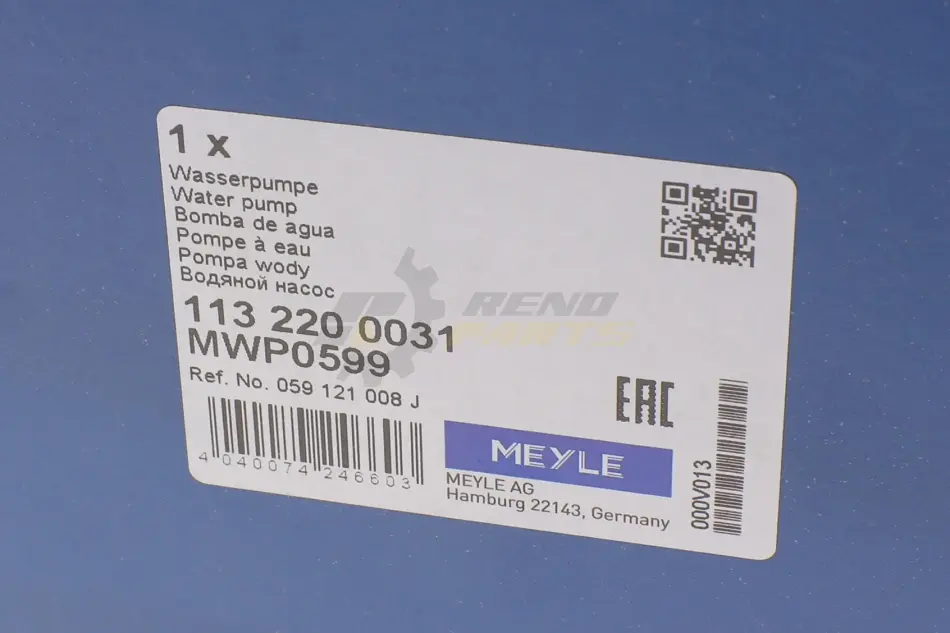 1 x
Wasserpumpe
Water pump
Bomba de agua
Pompe à eau
Pompa wody
Водяной насос
113 220 0031
MWP0599
Ref. No. 059 121 008 J
4 040074 246603
RENO
PARTS
EAC
MEYLE
MEYLE AG
Hamburg 22143, Germany
000V013